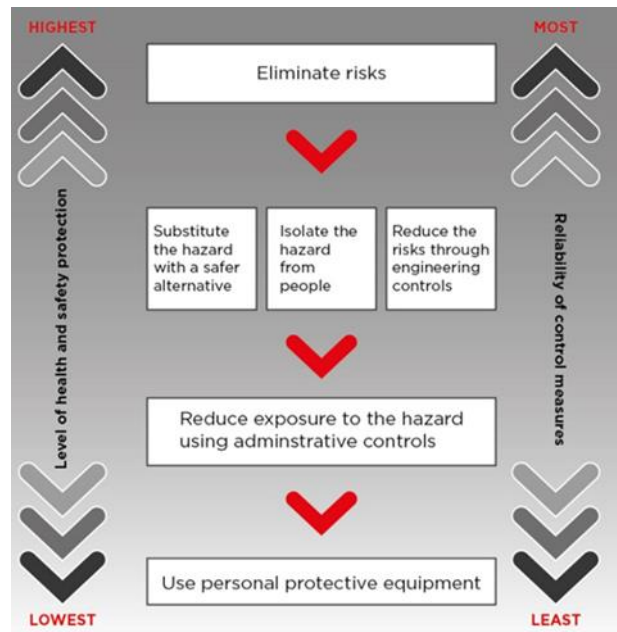 HIGHEST
MOST
Eliminate risks
Substitute
the hazard
with a safer
alternative
Isolate the
hazard
from
people
Reduce the
risks through
engineering
controls
Level of health and safety protection
Reliability of control measures
Reduce exposure to the hazard
using adminstrative controls
Use personal protective equipment
LOWEST
LEAST